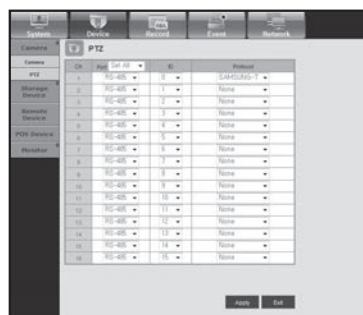 System Device Record Event Network
Camera
Camera
PTZ
Storage Device
Remote Device
POS Device
Monitor
PTZ
CH Port Set All ID Protocol
1 RS-485 0 SAMSUNG-T
2 RS-485 1 None
3 RS-485 2 None
4 RS-485 3 None
5 RS-485 4 None
6 RS-485 5 None
7 RS-485 6 None
8 RS-485 7 None
9 RS-485 8 None
10 RS-485 9 None
11 RS-485 10 None
12 RS-485 11 None
13 RS-485 12 None
14 RS-485 13 None
15 RS-485 14 None
16 RS-485 15 None
Apply Exit